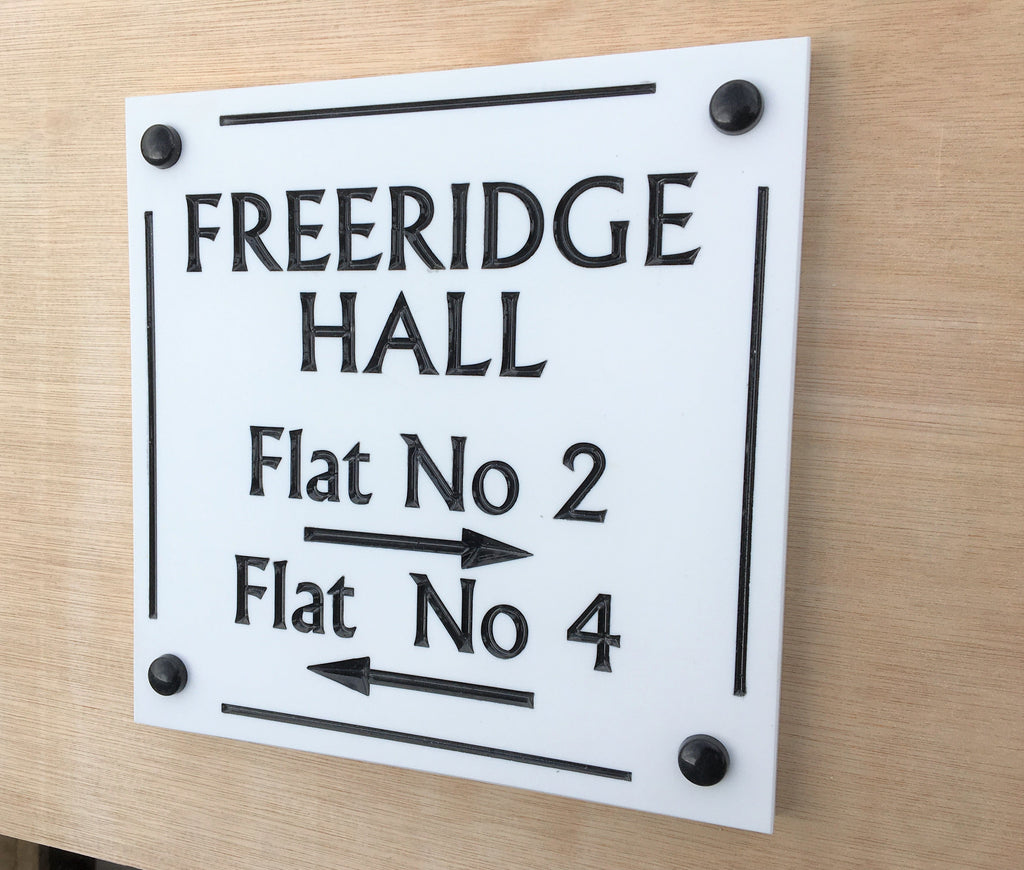 FREERIDGE
HALL
Flat No 2
Flat No 4